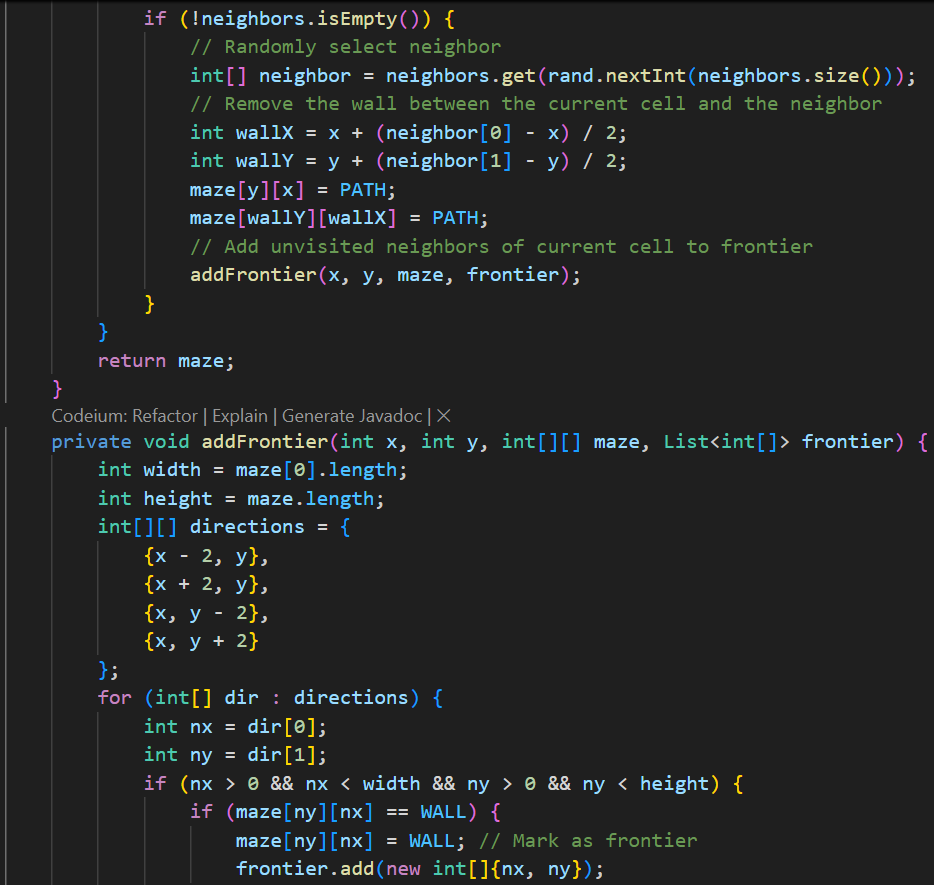 if (!neighbors.isEmpty()) {
// Randomly select neighbor
int[] neighbor = neighbors.get(rand.nextInt(neighbors.size()));
// Remove the wall between the current cell and the neighbor
int wallX = x + (neighbor[0] - x) / 2;
int wallY = y + (neighbor[1] - y) / 2;
maze[y][x] = PATH;
maze[wallY][wallX] = PATH;
// Add unvisited neighbors of current cell to frontier
addFrontier(x, y, maze, frontier);
}
}
return maze;
}
Codeium: Refactor | Explain | Generate Javadoc | ×
private void addFrontier(int x, int y, int[][] maze, List<int[]> frontier) {
int width = maze[0].length;
int height = maze.length;
int[][] directions = {
{x - 2, y},
{x + 2, y},
{x, y - 2},
{x, y + 2}
};
for (int[] dir : directions) {
int nx = dir[0];
int ny = dir[1];
if (nx > 0 && nx < width && ny > 0 && ny < height) {
if (maze[ny][nx] == WALL) {
maze[ny][nx] = WALL; // Mark as frontier
frontier.add(new int[]{nx, ny});